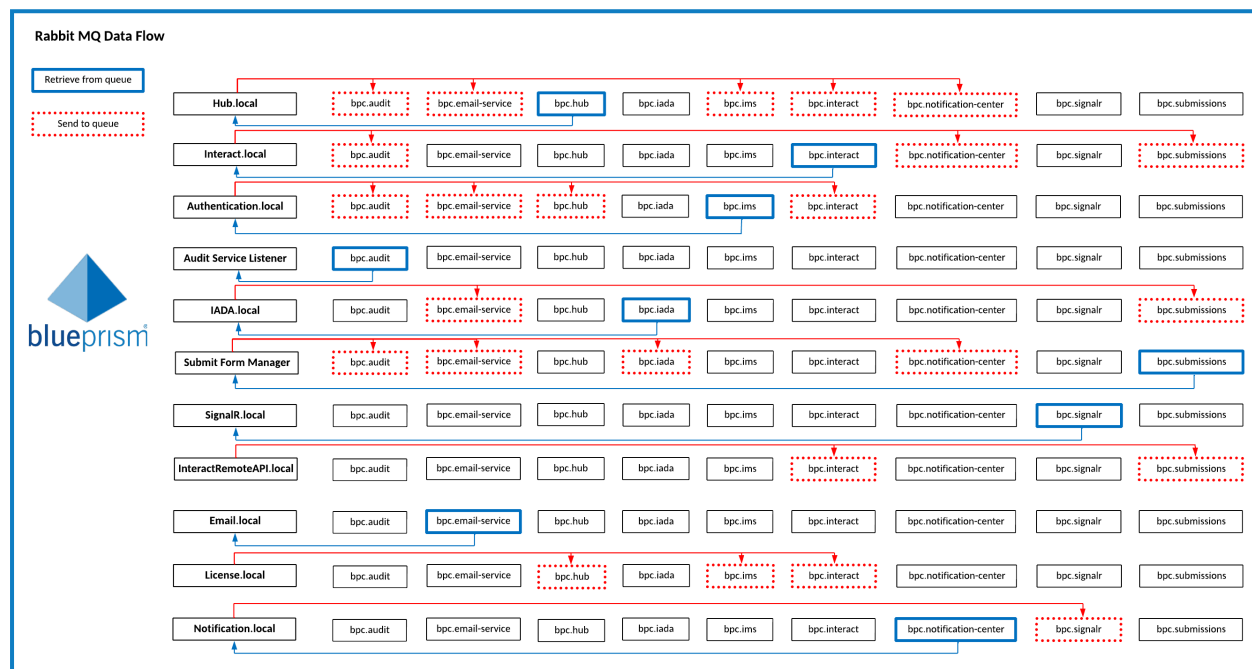 Rabbit MQ Data Flow
Retrieve from queue
Send to queue
Hub.local bpc.audit bpc.email-service bpc.hub bpc.iada bpc.ims bpc.interact bpc.notification-center bpc.signalr bpc.submissions
Interact.local bpc.audit bpc.email-service bpc.hub bpc.iada bpc.ims bpc.interact bpc.notification-center bpc.signalr bpc.submissions
Authentication.local bpc.audit bpc.email-service bpc.hub bpc.iada bpc.ims bpc.interact bpc.notification-center bpc.signalr bpc.submissions
Audit Service Listener bpc.audit bpc.email-service bpc.hub bpc.iada bpc.ims bpc.interact bpc.notification-center bpc.signalr bpc.submissions
IADA.local bpc.audit bpc.email-service bpc.hub bpc.iada bpc.ims bpc.interact bpc.notification-center bpc.signalr bpc.submissions
blueprism®
Submit Form Manager bpc.audit bpc.email-service bpc.hub bpc.iada bpc.ims bpc.interact bpc.notification-center bpc.signalr bpc.submissions
SignalR.local bpc.audit bpc.email-service bpc.hub bpc.iada bpc.ims bpc.interact bpc.notification-center bpc.signalr bpc.submissions
InteractRemoteAPI.local bpc.audit bpc.email-service bpc.hub bpc.iada bpc.ims bpc.interact bpc.notification-center bpc.signalr bpc.submissions
Email.local bpc.audit bpc.email-service bpc.hub bpc.iada bpc.ims bpc.interact bpc.notification-center bpc.signalr bpc.submissions
License.local bpc.audit bpc.email-service bpc.hub bpc.iada bpc.ims bpc.interact bpc.notification-center bpc.signalr bpc.submissions
Notification.local bpc.audit bpc.email-service bpc.hub bpc.iada bpc.ims bpc.interact bpc.notification-center bpc.signalr bpc.submissions